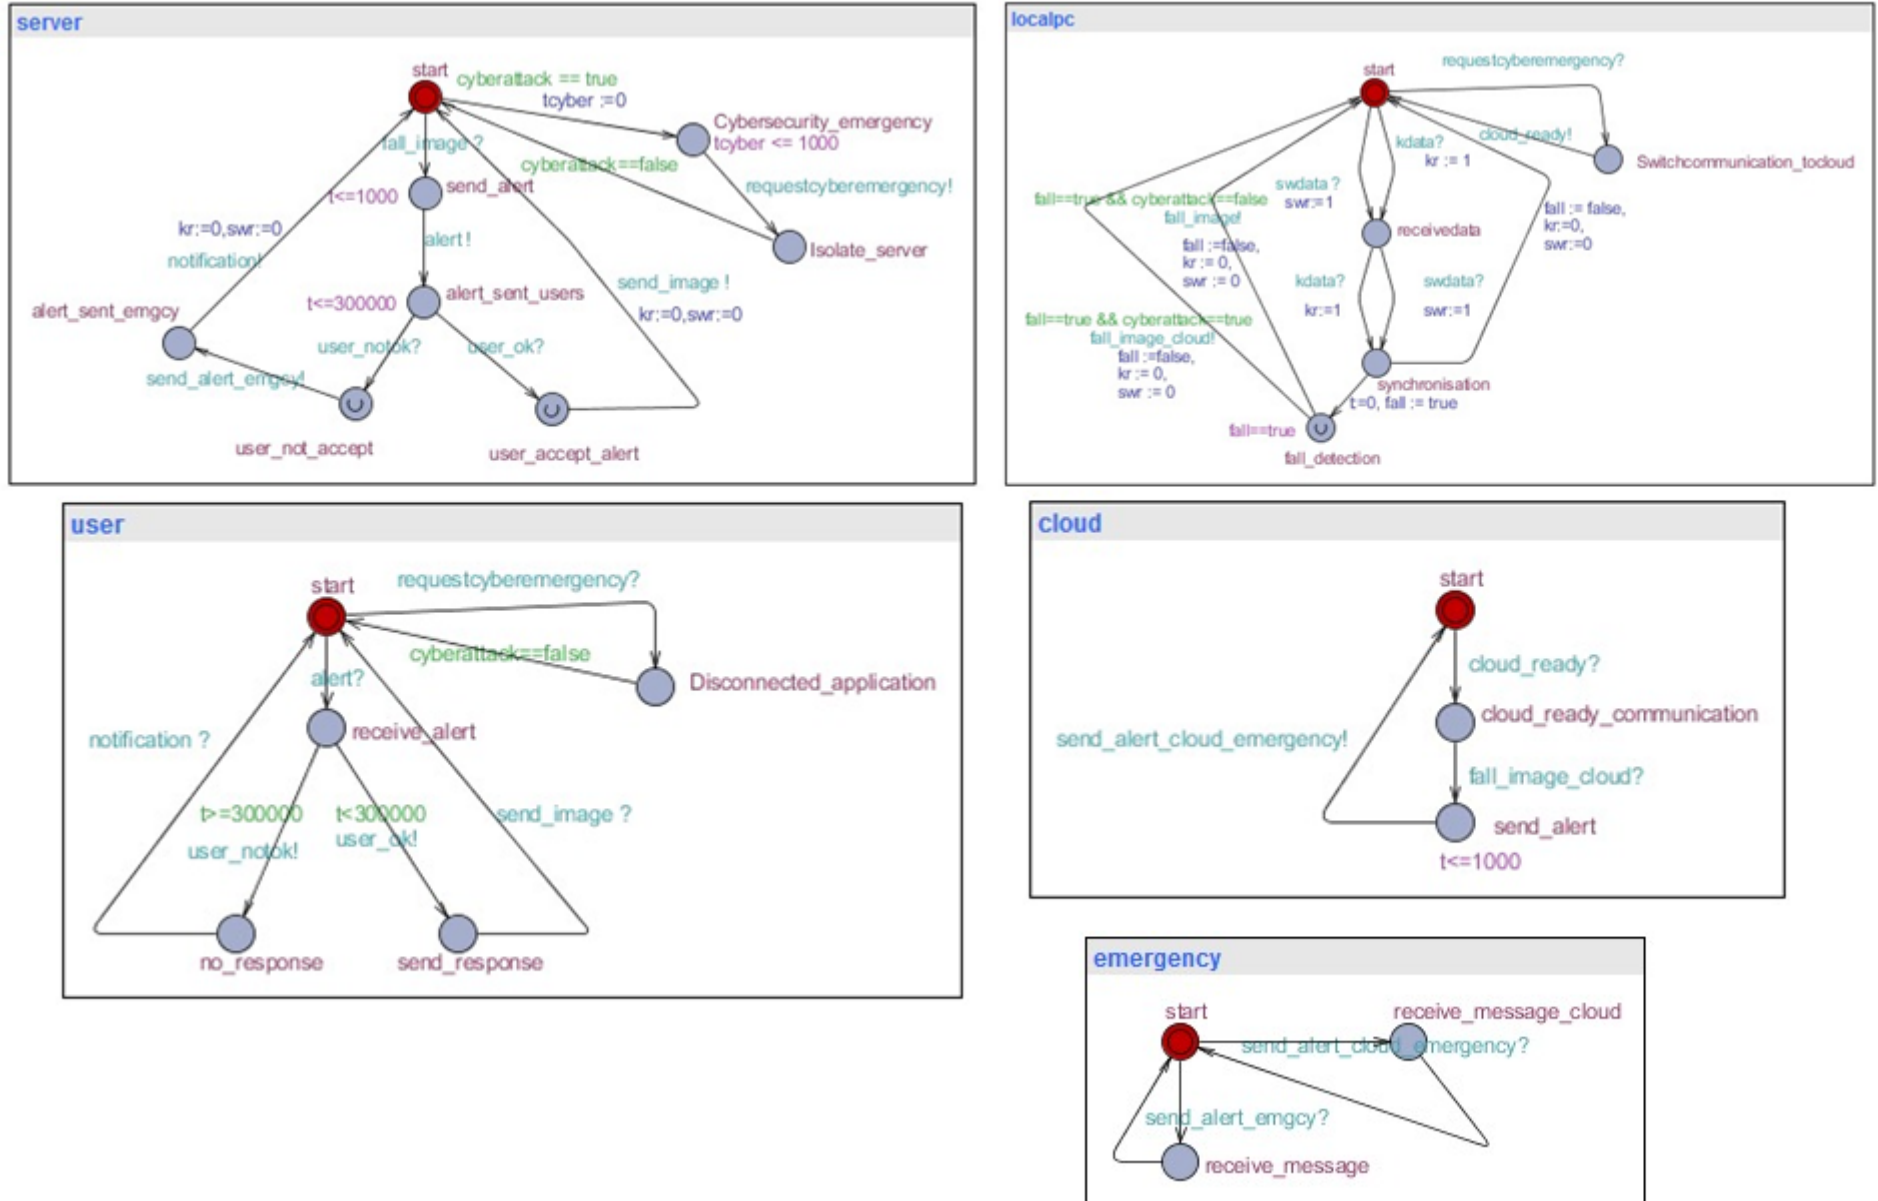 server
start
cyberattack == true
tcyber :=0
Cybersecurity_emergency
tcyber <= 1000
fall_image ?
cyberattack==false
requestcyberemergency!
t<=1000
send_alert
kr:=0,swr:=0
notification!
alert !
Isolate_server
t<=300000
alert_sent_users
send_image !
kr:=0,swr:=0
alert_sent_emgcy
user_notok?
user_ok?
send_alert_emgcy!
user_not_accept
user_accept_alert
localpc
start
requestcyberemergency?
kdata?
kr := 1
cloud_ready!
Switchcommunication_tocloud
swdata ?
swr:=1
fall==true && cyberattack==false
fall_image!
fall :=false,
kr := 0,
swr := 0
receivedata
fall := false,
kr:=0,
swr:=0
kdata?
kr:=1
swdata?
swr:=1
fall==true && cyberattack==true
fall_image_cloud!
fall :=false,
kr := 0,
swr := 0
synchronisation
t=0, fall := true
fall==true
fall_detection
user
start
requestcyberemergency?
cyberattack==false
Disconnected_application
alert?
receive_alert
notification ?
t>=300000
user_notok!
t<300000
user_ok!
send_image ?
no_response
send_response
cloud
start
cloud_ready?
cloud_ready_communication
send_alert_cloud_emergency!
fall_image_cloud?
send_alert
t<=1000
emergency
start
receive_message_cloud
send_alert_cloud_emergency?
send_alert_emgcy?
receive_message